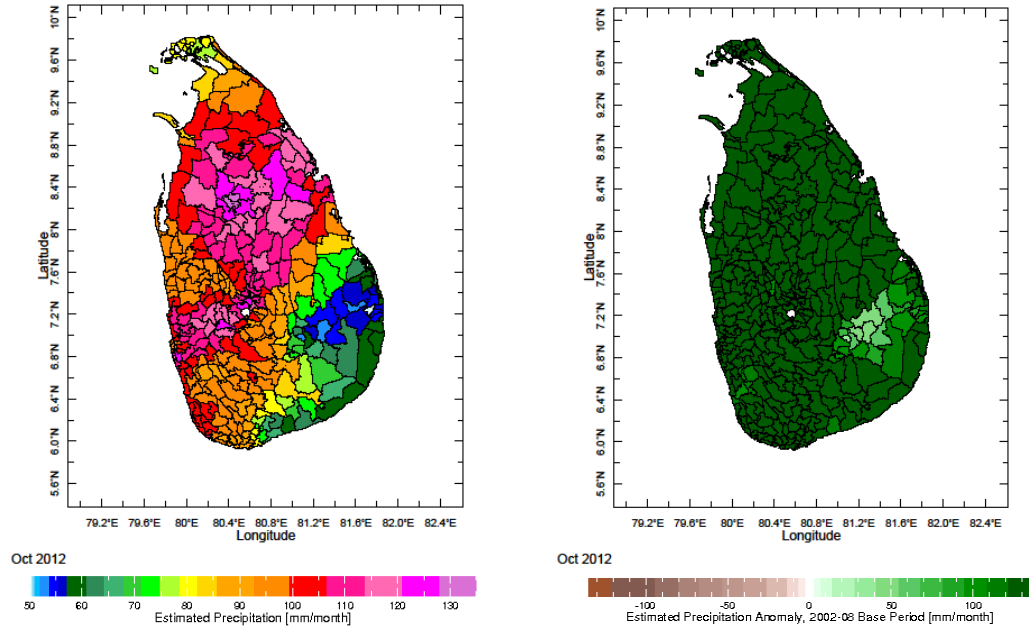 10°N
9.6°N
9.2°N
8.8°N
8.4°N
8°N
7.6°N
7.2°N
6.8°N
6.4°N
6.0°N
5.6°N
Latitude
79.2°E 79.6°E 80°E 80.4°E 80.8°E 81.2°E 81.6°E 82.0°E 82.4°E
Longitude
Oct 2012
50 60 70 80 90 100 110 120 130
Estimated Precipitation [mm/month]
10°N
9.6°N
9.2°N
8.8°N
8.4°N
8°N
7.6°N
7.2°N
6.8°N
6.4°N
6.0°N
5.6°N
Latitude
79.2°E 79.6°E 80°E 80.4°E 80.8°E 81.2°E 81.6°E 82.0°E 82.4°E
Longitude
Oct 2012
-100 -50 0 50 100
Estimated Precipitation Anomaly, 2002-08 Base Period [mm/month]